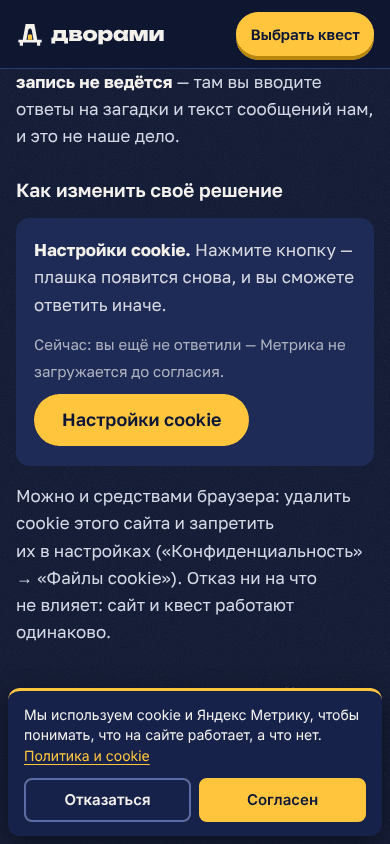 дворами
Выбрать квест
запись не ведётся — там вы вводите
ответы на загадки и текст сообщений нам,
и это не наше дело.
Как изменить своё решение
Настройки cookie. Нажмите кнопку —
плашка появится снова, и вы сможете
ответить иначе.
Сейчас: вы ещё не ответили — Метрика не
загружается до согласия.
Настройки cookie
Можно и средствами браузера: удалить
cookie этого сайта и запретить
их в настройках («Конфиденциальность»
→ «Файлы cookie»). Отказ ни на что
не влияет: сайт и квест работают
одинаково.
Мы используем cookie и Яндекс Метрику, чтобы
понимать, что на сайте работает, а что нет.
Политика и cookie
Отказаться
Согласен